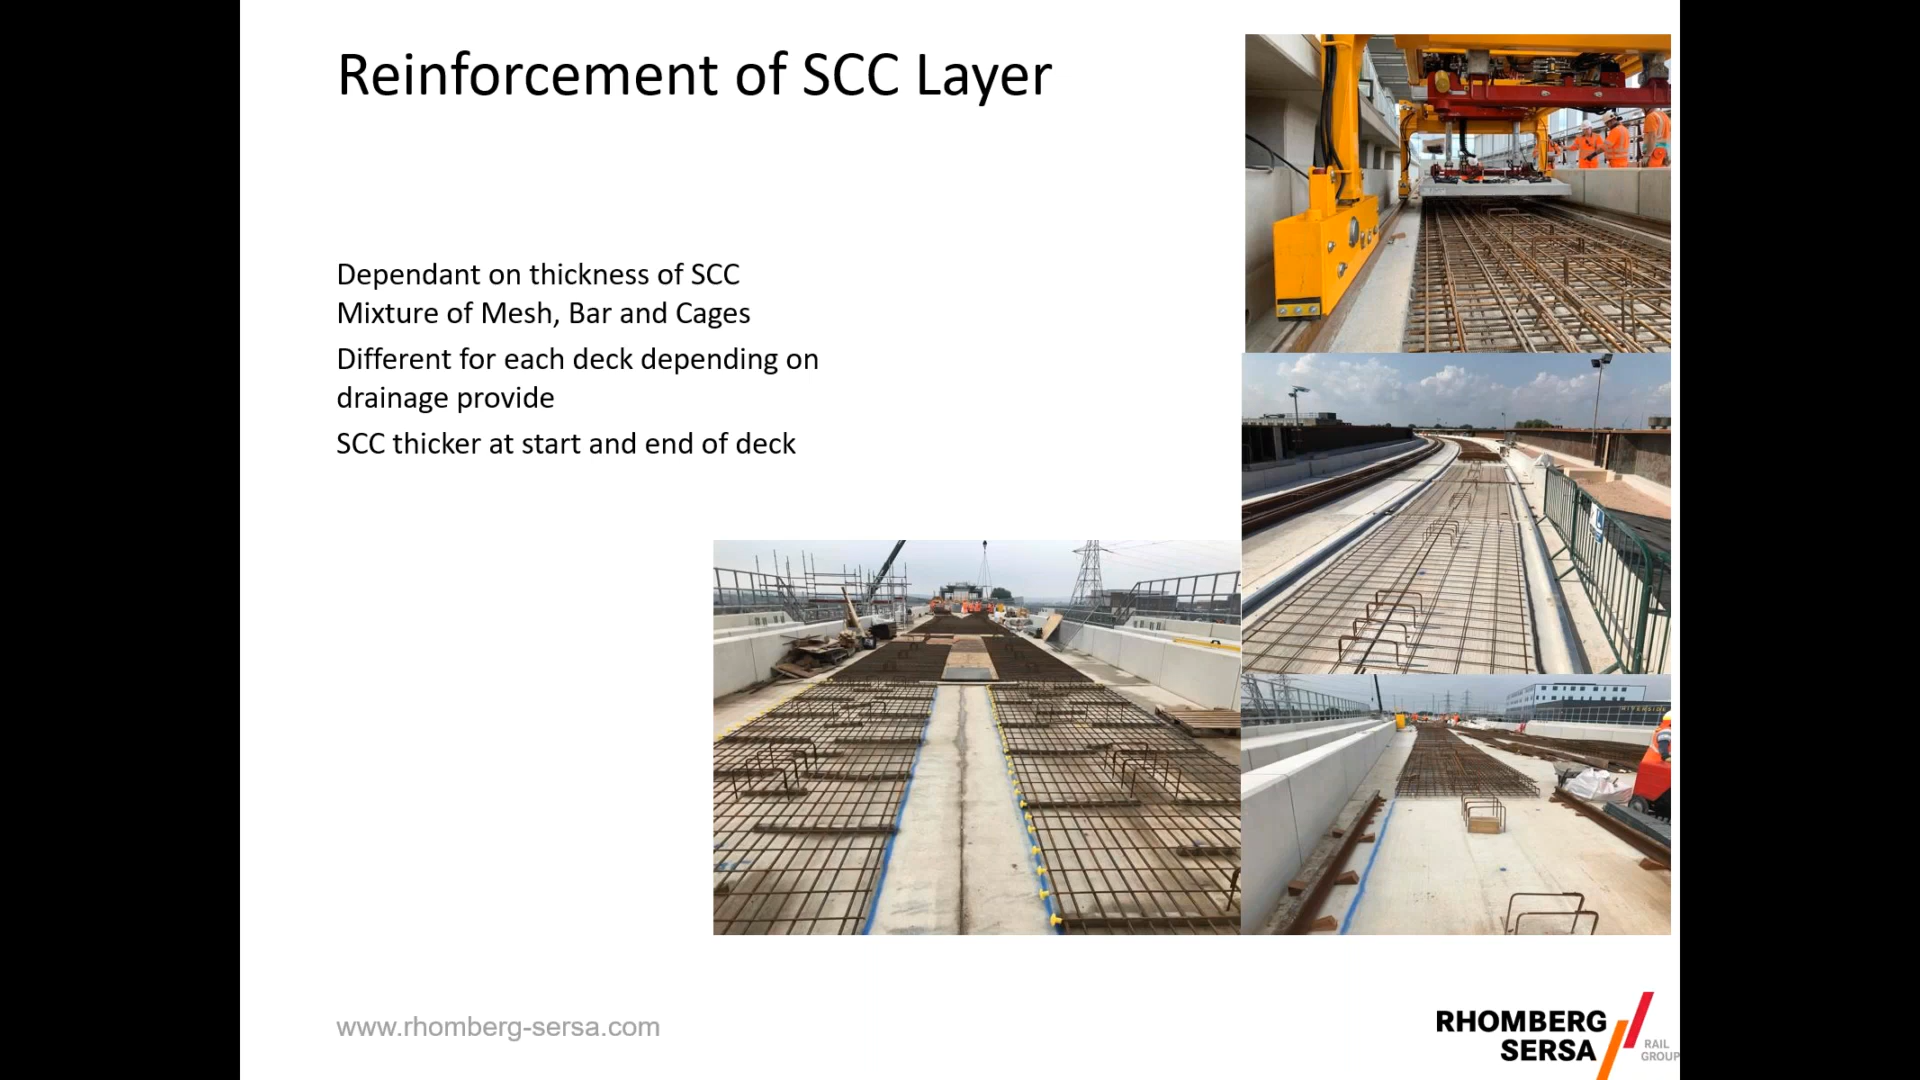 Reinforcement of SCC Layer
Dependant on thickness of SCC
Mixture of Mesh, Bar and Cages
Different for each deck depending on
drainage provide
SCC thicker at start and end of deck
www.rhomberg-sersa.com
RHOMBERG
SERSA
RAIL
GROUP